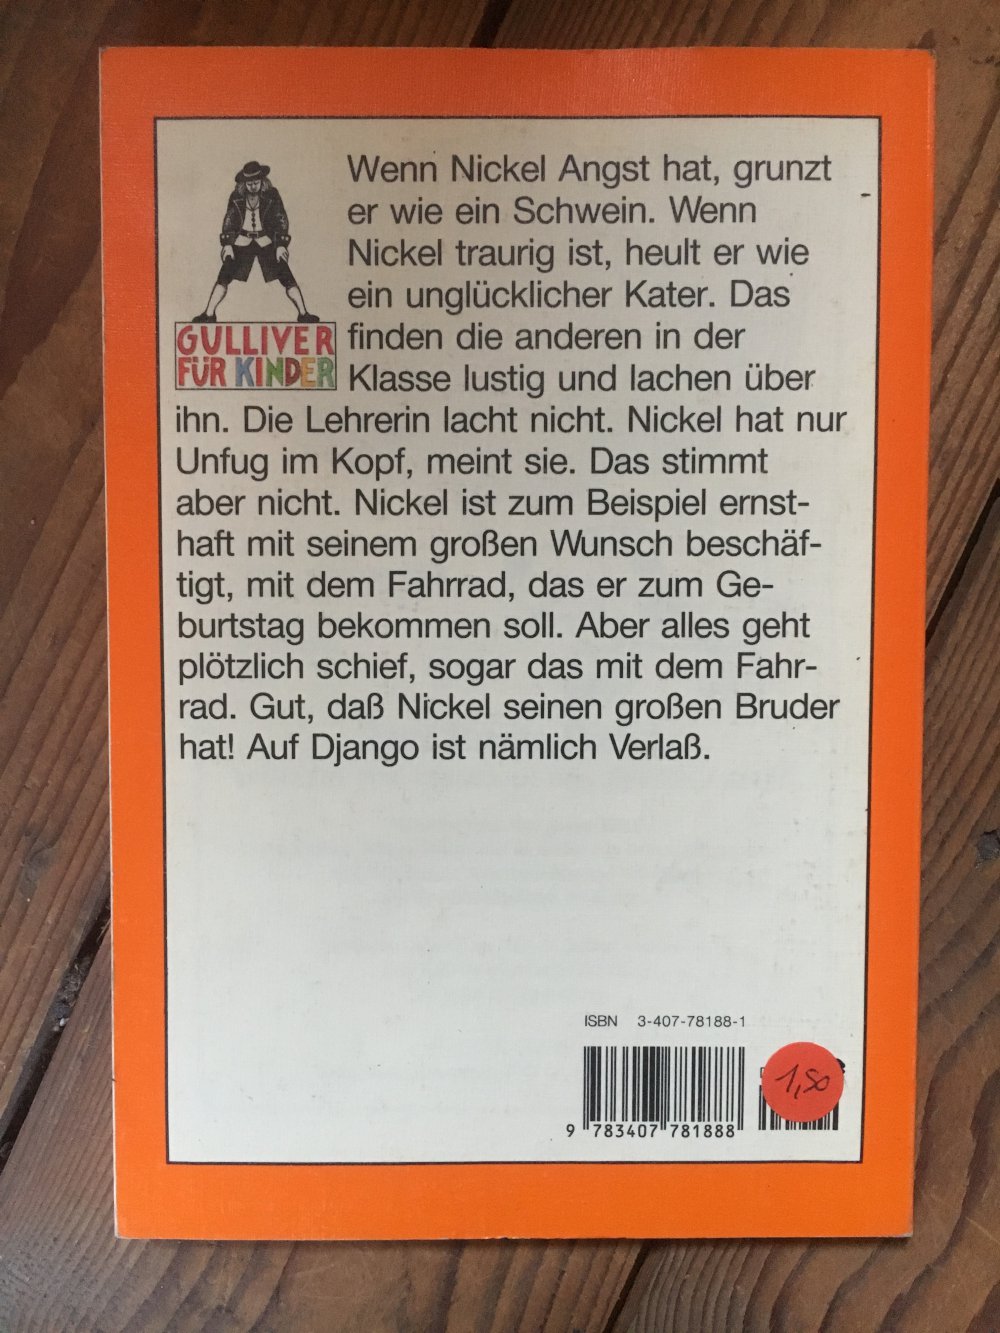 Wenn Nickel Angst hat, grunzt
er wie ein Schwein. Wenn
Nickel traurig ist, heult er wie
ein unglücklicher Kater. Das
finden die anderen in der
Klasse lustig und lachen über
GULLIVER
FÜR KINDER
ihn. Die Lehrerin lacht nicht. Nickel hat nur
Unfug im Kopf, meint sie. Das stimmt
aber nicht. Nickel ist zum Beispiel ernst-
haft mit seinem großen Wunsch beschäf-
tigt, mit dem Fahrrad, das er zum Ge-
burtstag bekommen soll. Aber alles geht
plötzlich schief, sogar das mit dem Fahr-
rad. Gut, daß Nickel seinen großen Bruder
hat! Auf Django ist nämlich Verlaß.
ISBN 3-407-78188-1
1,50
9 783407 781888